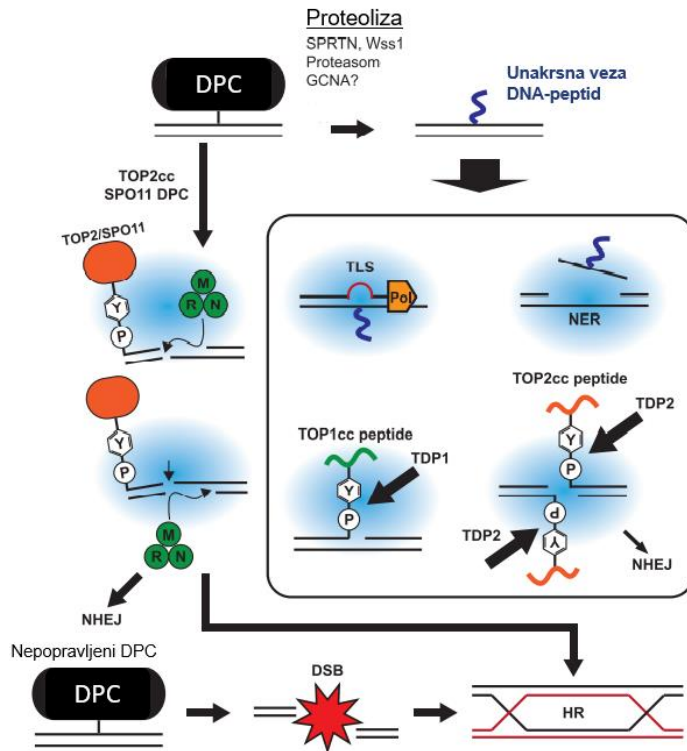 Proteoliza
SPRTN, Wss1
Proteasom
GCNA?
DPC
Unakrsna veza
DNA-peptid
TOP2cc
SPO11 DPC
TOP2/SPO11
M
R N
Y
P
TLS
Pol
NER
TOP2cc peptide
TDP2
Y
P
TOP1cc peptide
TDP1
Y
P
Y
P
P
Y
TDP2
NHEJ
M
R N
NHEJ
Nepopravljeni DPC
DPC
DSB
HR